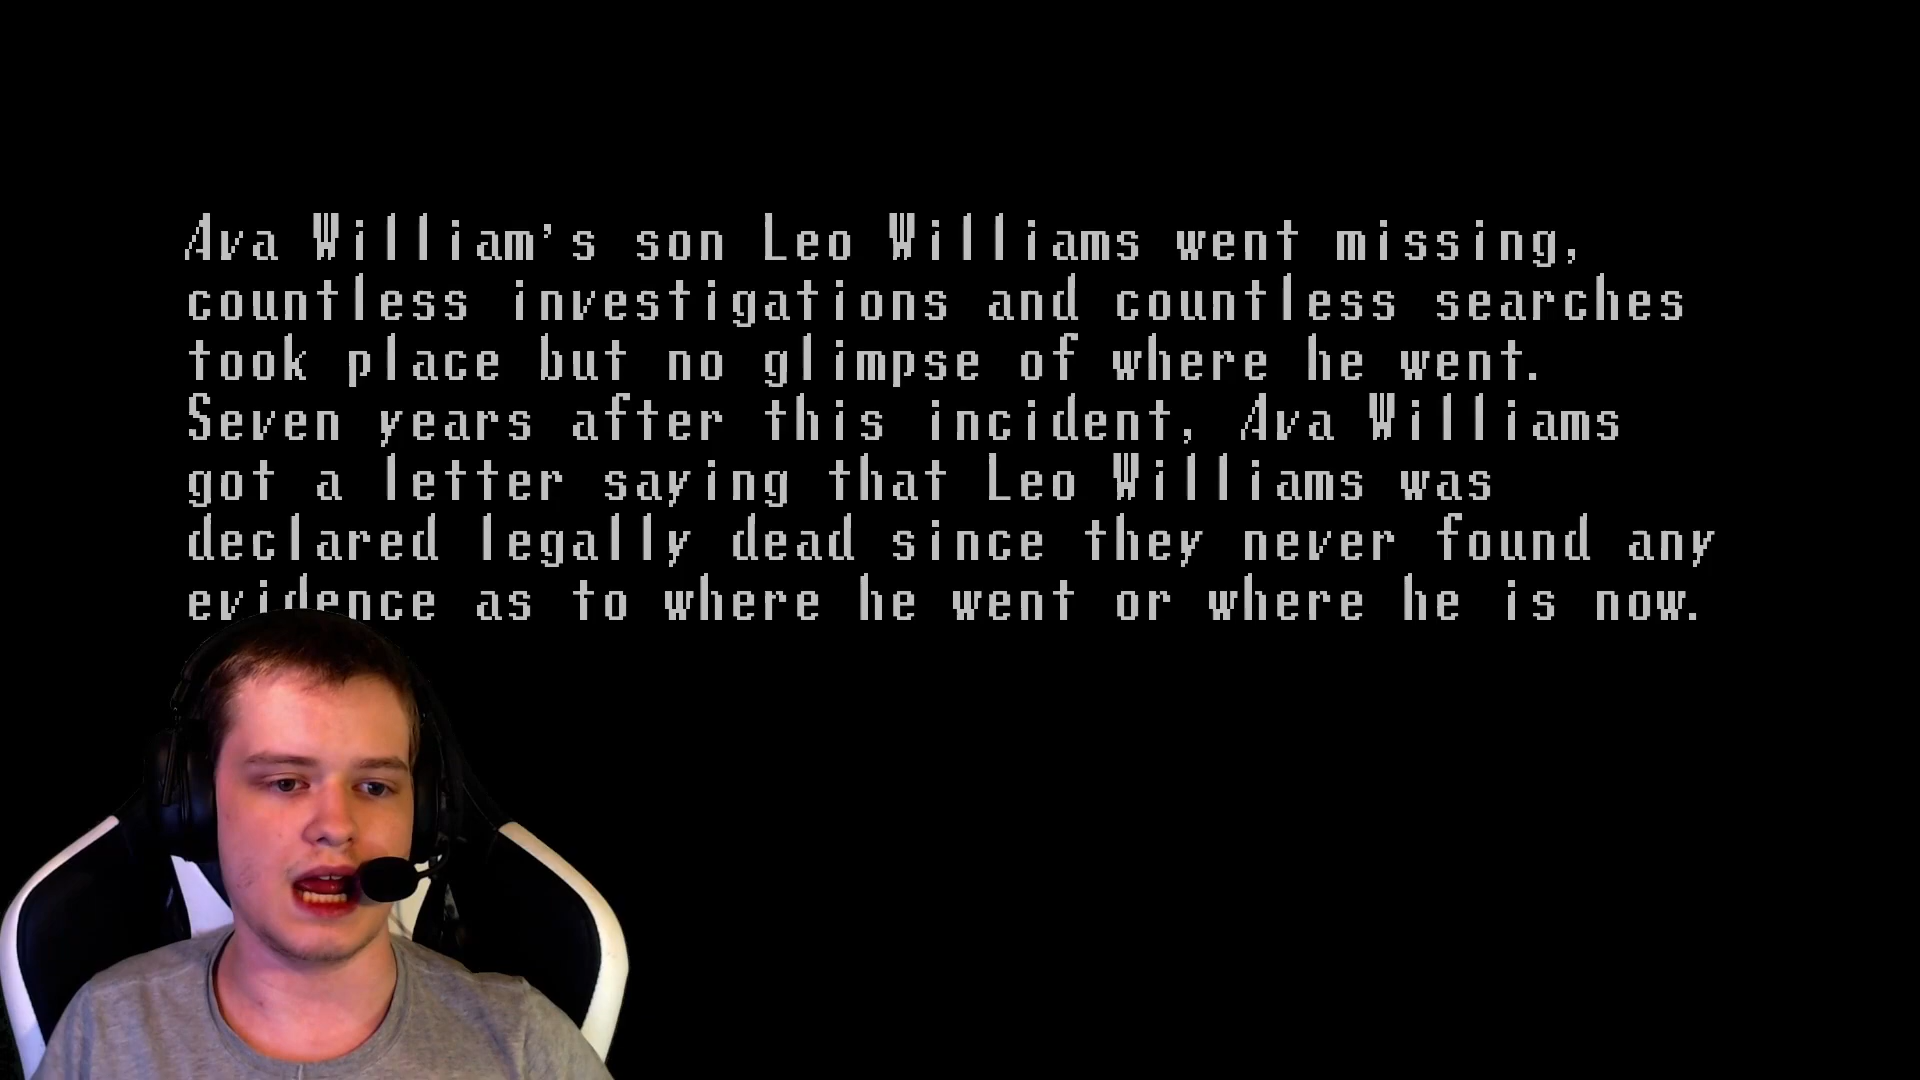 Ava William's son Leo Williams went missing,
countless investigations and countless searches
took place but no glimpse of where he went.
Seven years after this incident, Ava Williams
got a letter saying that Leo Williams was
declared legally dead since they never found any
evidence as to where he went or where he is now.